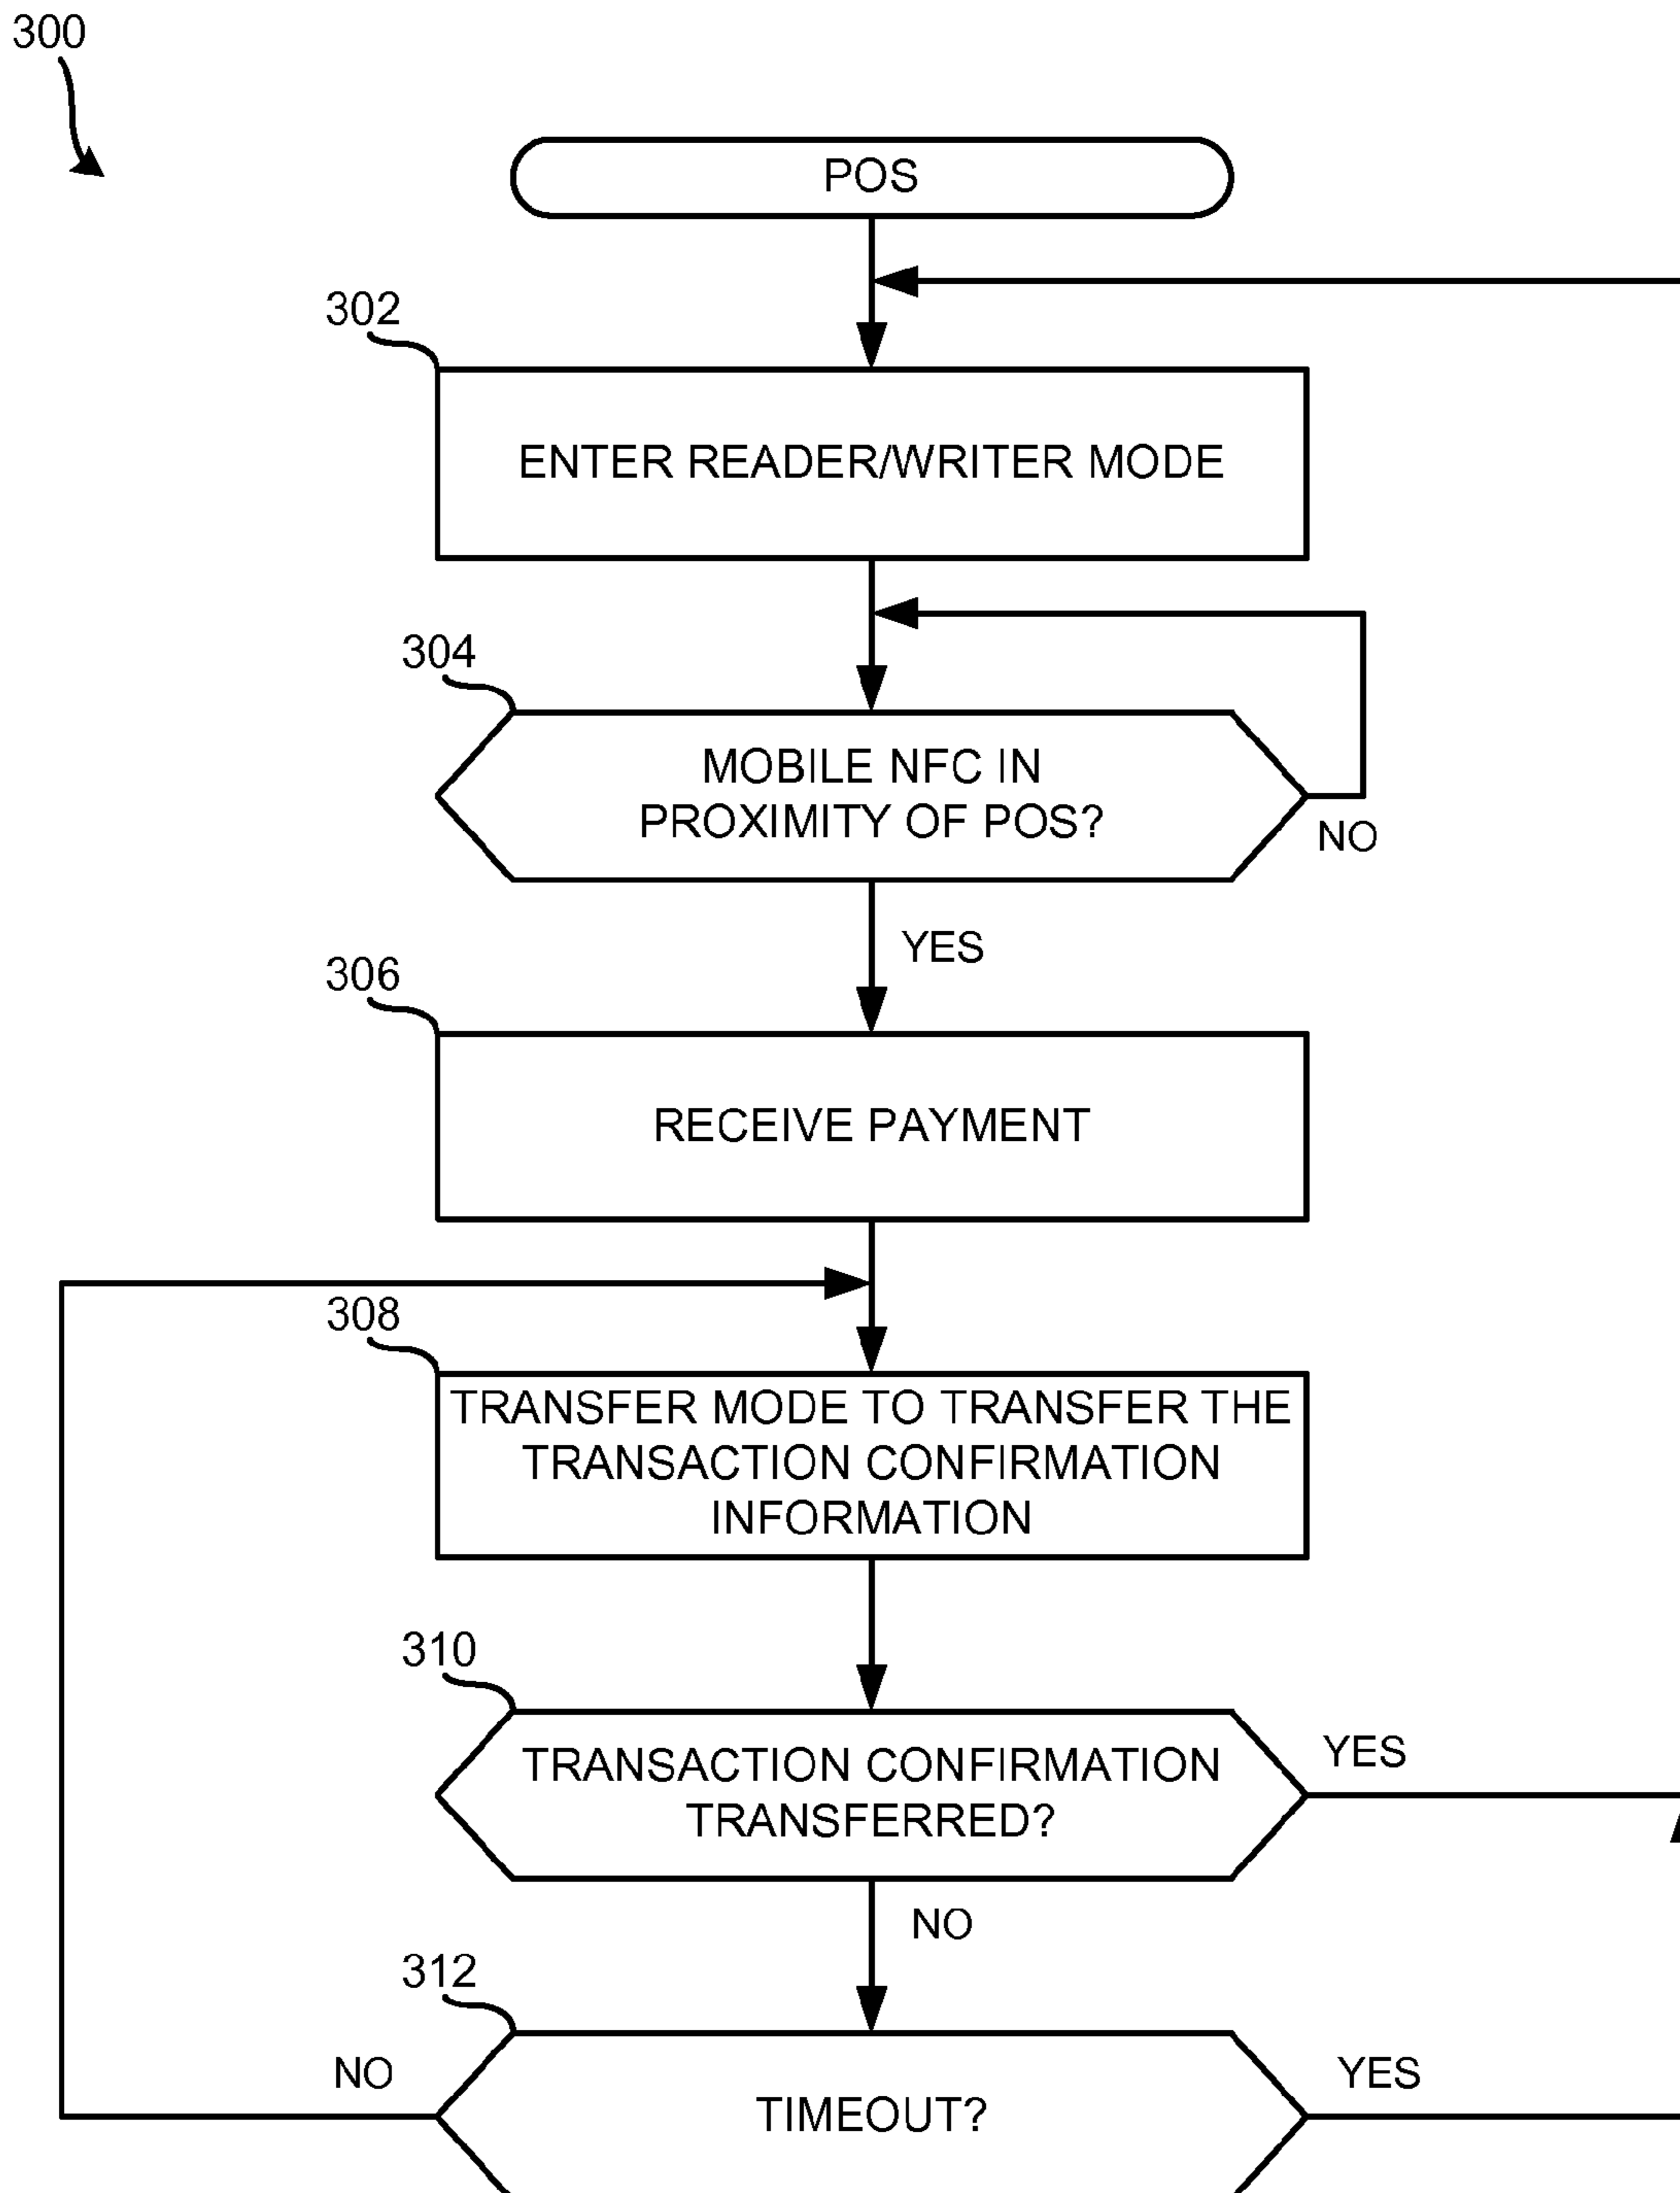 300
POS
302
ENTER READER/WRITER MODE
304
MOBILE NFC IN
PROXIMITY OF POS?
NO
YES
306
RECEIVE PAYMENT
308
TRANSFER MODE TO TRANSFER THE
TRANSACTION CONFIRMATION
INFORMATION
310
TRANSACTION CONFIRMATION
TRANSFERRED?
YES
NO
312
NO
TIMEOUT?
YES